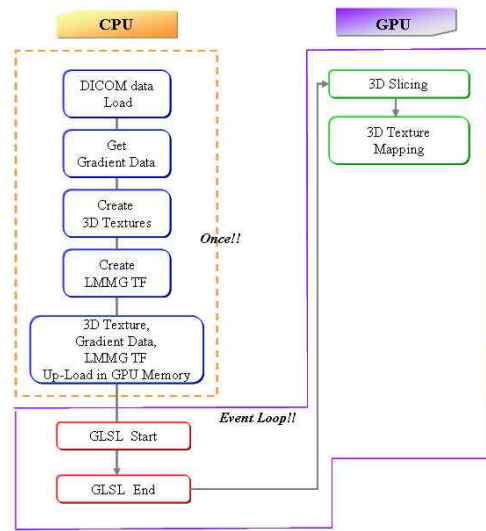 CPU
GPU
DICOM data
Load
Get
Gradient Data
Create
3D Textures
Once!!
Create
LMMG TF
3D Texture,
Gradient Data,
LMMG TF
Up-Load in GPU Memory
Event Loop!!
GLSL Start
GLSL End
3D Slicing
3D Texture
Mapping